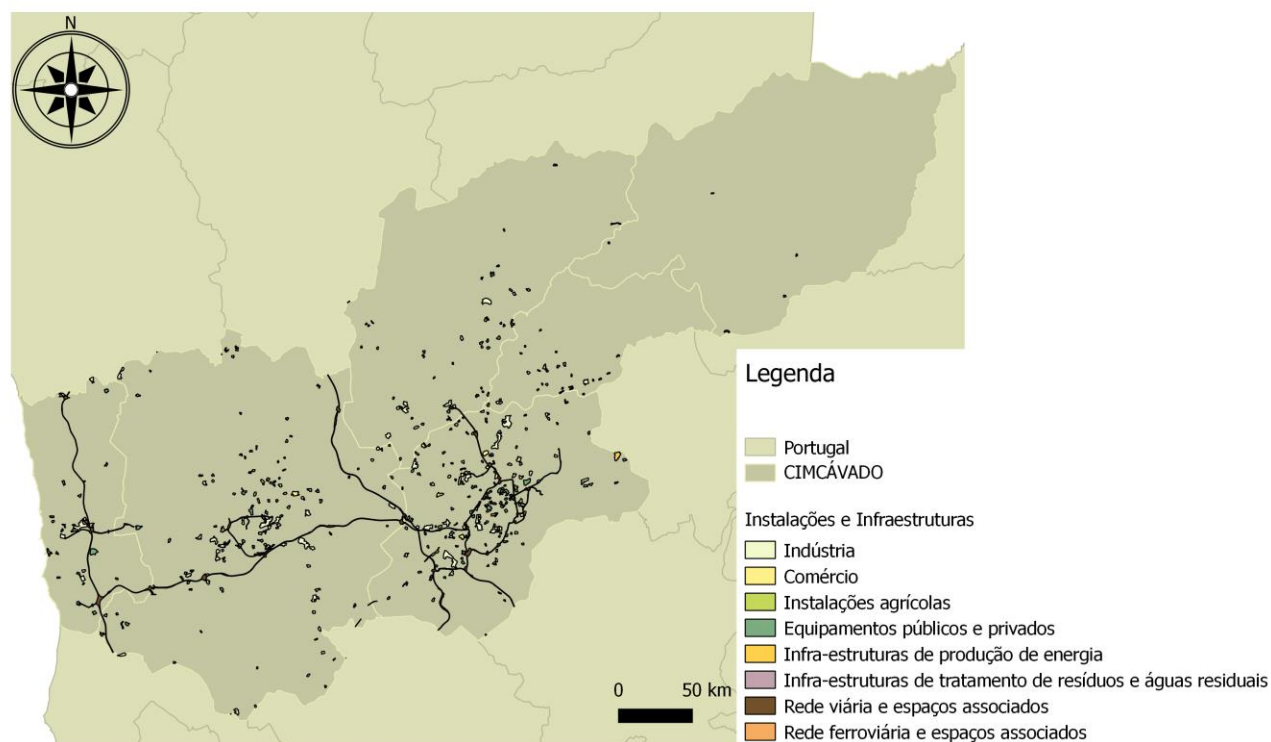 N
Legenda
Portugal
CIMCÁVADO
Instalações e Infraestruturas
Indústria
Comércio
Instalações agrícolas
Equipamentos públicos e privados
Infra-estruturas de produção de energia
Infra-estruturas de tratamento de resíduos e águas residuais
Rede viária e espaços associados
Rede ferroviária e espaços associados
0 50 km